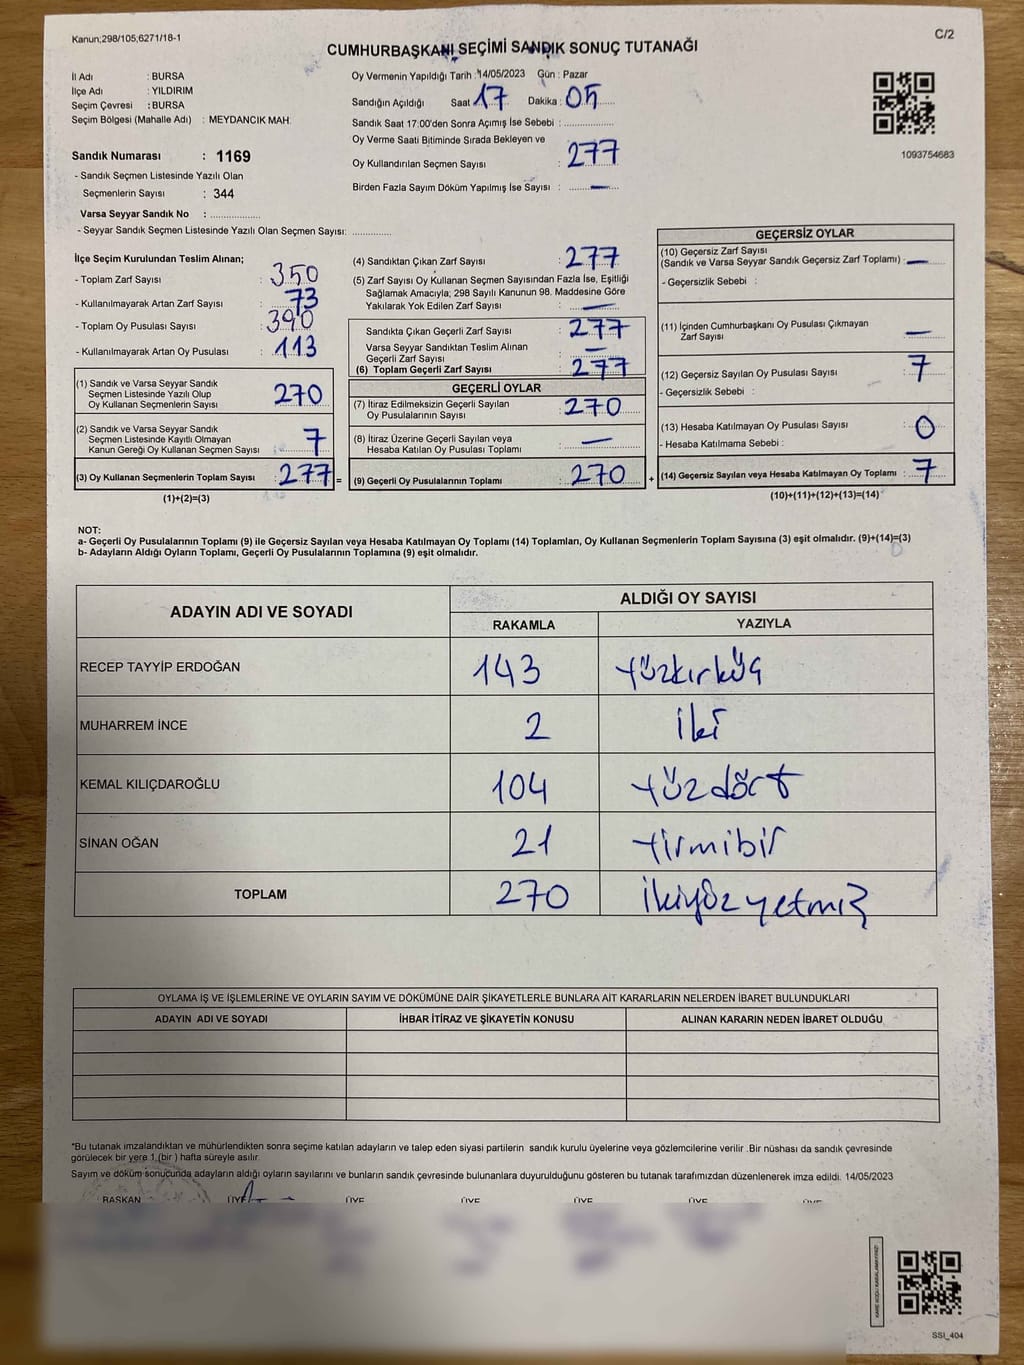 Kanun;298/105,6271/18-1
C/2
CUMHURBAŞKANI SEÇİMİ SANDIK SONUÇ TUTANAĞI
İl Adı : BURSA
İlçe Adı : YILDIRIM
Seçim Çevresi : BURSA
Seçim Bölgesi (Mahalle Adı) : MEYDANCIK MAH.
Sandık Numarası : 1169
- Sandık Seçmen Listesinde Yazılı Olan
Seçmenlerin Sayısı : 344
Varsa Seyyar Sandık No : ..................
- Seyyar Sandık Seçmen Listesinde Yazılı Olan Seçmen Sayısı: ..............
Oy Vermenin Yapıldığı Tarih :14/05/2023 Gün : Pazar
Sandığın Açıldığı Saat 17 Dakika : 05
Sandık Saat 17:00'den Sonra Açımış İse Sebebi : ..................
Oy Verme Saati Bitiminde Sırada Bekleyen ve
Oy Kullandırılan Seçmen Sayısı : 277
Birden Fazla Sayım Döküm Yapılmış İse Sayısı : —
1093754683
İlçe Seçim Kurulundan Teslim Alınan;
- Toplam Zarf Sayısı : 350
- Kullanılmayarak Artan Zarf Sayısı : 73
- Toplam Oy Pusulası Sayısı : 390
- Kullanılmayarak Artan Oy Pusulası : 113
(1) Sandık ve Varsa Seyyar Sandık
Seçmen Listesinde Yazılı Olup
Oy Kullanan Seçmenlerin Sayısı : 270
(2) Sandık ve Varsa Seyyar Sandık
Seçmen Listesinde Kayıtlı Olmayan
Kanun Gereği Oy Kullanan Seçmen Sayısı : 7
(3) Oy Kullanan Seçmenlerin Toplam Sayısı : 277 =
(1)+(2)=(3)
(4) Sandıktan Çıkan Zarf Sayısı : 277
(5) Zarf Sayısı Oy Kullanan Seçmen Sayısından Fazla İse, Eşitliği
Sağlamak Amacıyla; 298 Sayılı Kanunun 98. Maddesine Göre
Yakılarak Yok Edilen Zarf Sayısı : —
Sandıkta Çıkan Geçerli Zarf Sayısı : 277
Varsa Seyyar Sandıktan Teslim Alınan
Geçerli Zarf Sayısı : —
(6) Toplam Geçerli Zarf Sayısı : 277
GEÇERLİ OYLAR
(7) İtiraz Edilmeksizin Geçerli Sayılan
Oy Pusulalarının Sayısı : 270
(8) İtiraz Üzerine Geçerli Sayılan veya
Hesaba Katılan Oy Pusulası Toplamı : —
(9) Geçerli Oy Pusulalarının Toplamı : 270 +
GEÇERSİZ OYLAR
(10) Geçersiz Zarf Sayısı
(Sandık ve Varsa Seyyar Sandık Geçersiz Zarf Toplamı) : —
- Geçersizlik Sebebi :
(11) İçinden Cumhurbaşkanı Oy Pusulası Çıkmayan
Zarf Sayısı : —
(12) Geçersiz Sayılan Oy Pusulası Sayısı : 7
- Geçersizlik Sebebi :
(13) Hesaba Katılmayan Oy Pusulası Sayısı : 0
- Hesaba Katılmama Sebebi :
(14) Geçersiz Sayılan veya Hesaba Katılmayan Oy Toplamı : 7
(10)+(11)+(12)+(13)=(14)
NOT:
a- Geçerli Oy Pusulalarının Toplamı (9) ile Geçersiz Sayılan veya Hesaba Katılmayan Oy Toplamı (14) Toplamları, Oy Kullanan Seçmenlerin Toplam Sayısına (3) eşit olmalıdır. (9)+(14)=(3)
b- Adayların Aldığı Oyların Toplamı, Geçerli Oy Pusulalarının Toplamına (9) eşit olmalıdır.
ADAYIN ADI VE SOYADI ALDIĞI OY SAYISI
RAKAMLA YAZIYLA
RECEP TAYYİP ERDOĞAN 143 yüzkırküç
MUHARREM İNCE 2 iki
KEMAL KILIÇDAROĞLU 104 yüzdört
SİNAN OĞAN 21 yirmibir
TOPLAM 270 ikiyüzyetmiş
OYLAMA İŞ VE İŞLEMLERİNE VE OYLARIN SAYIM VE DÖKÜMÜNE DAİR ŞİKAYETLERLE BUNLARA AİT KARARLARIN NELERDEN İBARET BULUNDUKLARI
ADAYIN ADI VE SOYADI İHBAR İTİRAZ VE ŞİKAYETİN KONUSU ALINAN KARARIN NEDEN İBARET OLDUĞU
*Bu tutanak imzalandıktan ve mühürlendikten sonra seçime katılan adayların ve talep eden siyasi partilerin sandık kurulu üyelerine veya gözlemcilerine verilir .Bir nüshası da sandık çevresinde
görülecek bir yere 1 (bir ) hafta süreyle asılır.
Sayım ve döküm sonucunda adayların aldığı oyların sayılarını ve bunların sandık çevresinde bulunanlara duyurulduğunu gösteren bu tutanak tarafımızdan düzenlenerek imza edildi. 14/05/2023
BAŞKAN ÜYE ÜYE ÜYE ÜYE ÜYE ÜYE
SSI_404